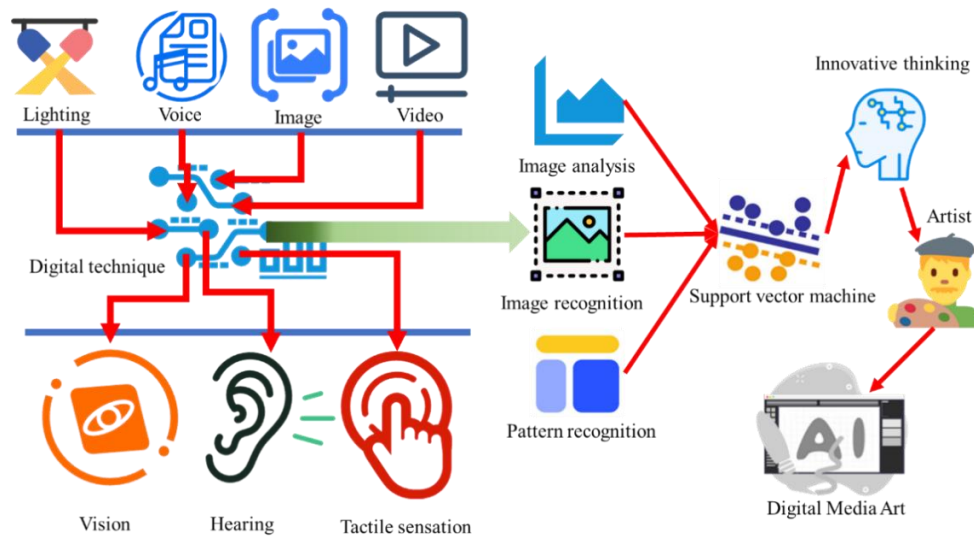 Lighting
Voice
Image
Video
Digital technique
Vision
Hearing
Tactile sensation
Image analysis
Image recognition
Pattern recognition
Support vector machine
Innovative thinking
Artist
AI
Digital Media Art